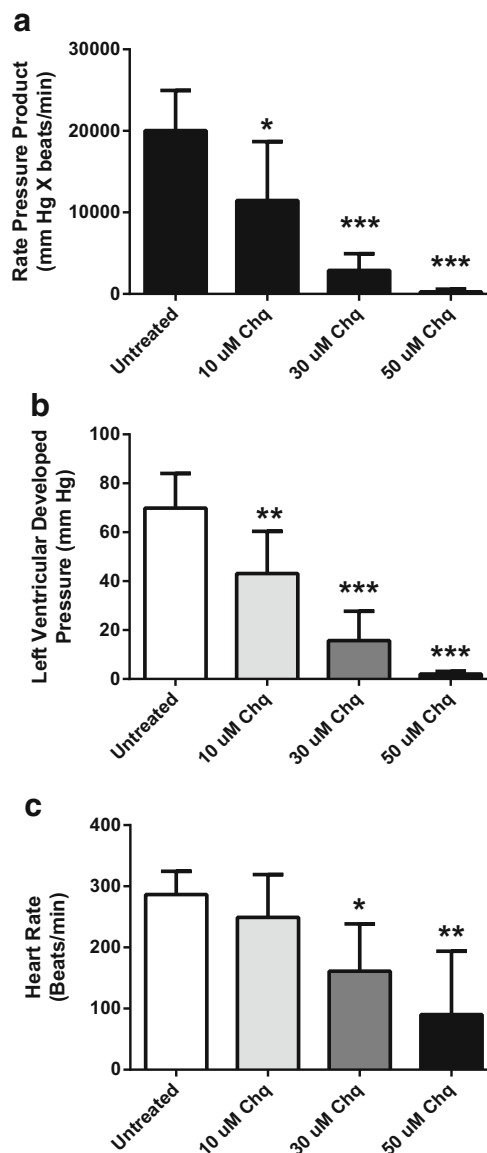 a
Rate Pressure Product
(mm Hg X beats/min)
30000
20000
10000
0
*
***
***
Untreated
10 uM Chq
30 uM Chq
50 uM Chq
b
Left Ventricular Developed
Pressure (mm Hg)
100
80
60
40
20
0
**
***
***
Untreated
10 uM Chq
30 uM Chq
50 uM Chq
c
Heart Rate
(Beats/min)
400
300
200
100
0
*
**
Untreated
10 uM Chq
30 uM Chq
50 uM Chq